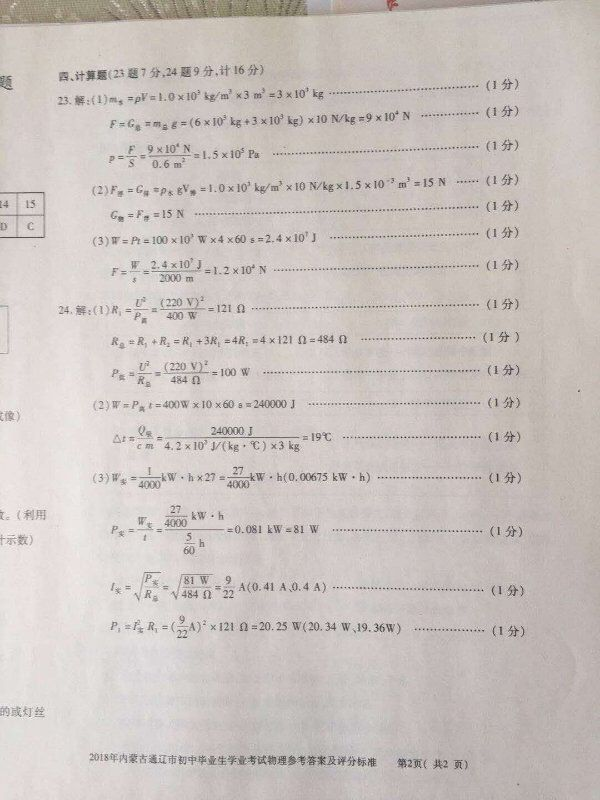 题
四、计算题(23题7分,24题9分,计16分)
23.解:(1)m水=ρV=1.0×10³ kg/m³×3 m³=3×10³ kg ……(1分)
F=G总=m总g=(6×10³ kg+3×10³ kg)×10 N/kg=9×10⁴ N ……(1分)
p=F/S=9×10⁴ N/0.6 m²=1.5×10⁵ Pa ……(1分)
14 15
(2)F浮=G排=ρ水gV排=1.0×10³ kg/m³×10 N/kg×1.5×10⁻³ m³=15 N ……(1分)
D C
G物=F浮=15 N ……(1分)
(3)W=Pt=100×10³ W×4×60 s=2.4×10⁷ J ……(1分)
F=W/s=2.4×10⁷ J/2000 m=1.2×10⁴ N ……(1分)
24.解:(1)R₁=U²/P高=(220 V)²/400 W=121 Ω ……(1分)
R总=R₁+R₂=R₁+3R₁=4R₁=4×121 Ω=484 Ω ……(1分)
P低=U²/R总=(220 V)²/484 Ω=100 W ……(1分)
(2)W=P高t=400W×10×60 s=240000 J ……(1分)
像)
Δt=Q吸/c m=240000 J/4.2×10³ J/(kg·℃)×3 kg=19℃ ……(1分)
(3)W实=1/4000 kW·h×27=27/4000 kW·h(0.00675 kW·h) ……(1分)
。(利用
P实=W实/t=27/4000 kW·h/5/60 h=0.081 kW=81 W ……(1分)
示数)
I实=√P实/R总=√81 W/484 Ω=9/22 A(0.41 A、0.4 A) ……(1分)
P₁=I²实R₁=(9/22 A)²×121 Ω=20.25 W(20.34 W、19.36W) ……(1分)
的或灯丝
2018年内蒙古通辽市初中毕业生学业考试物理参考答案及评分标准 第2页(共2页)